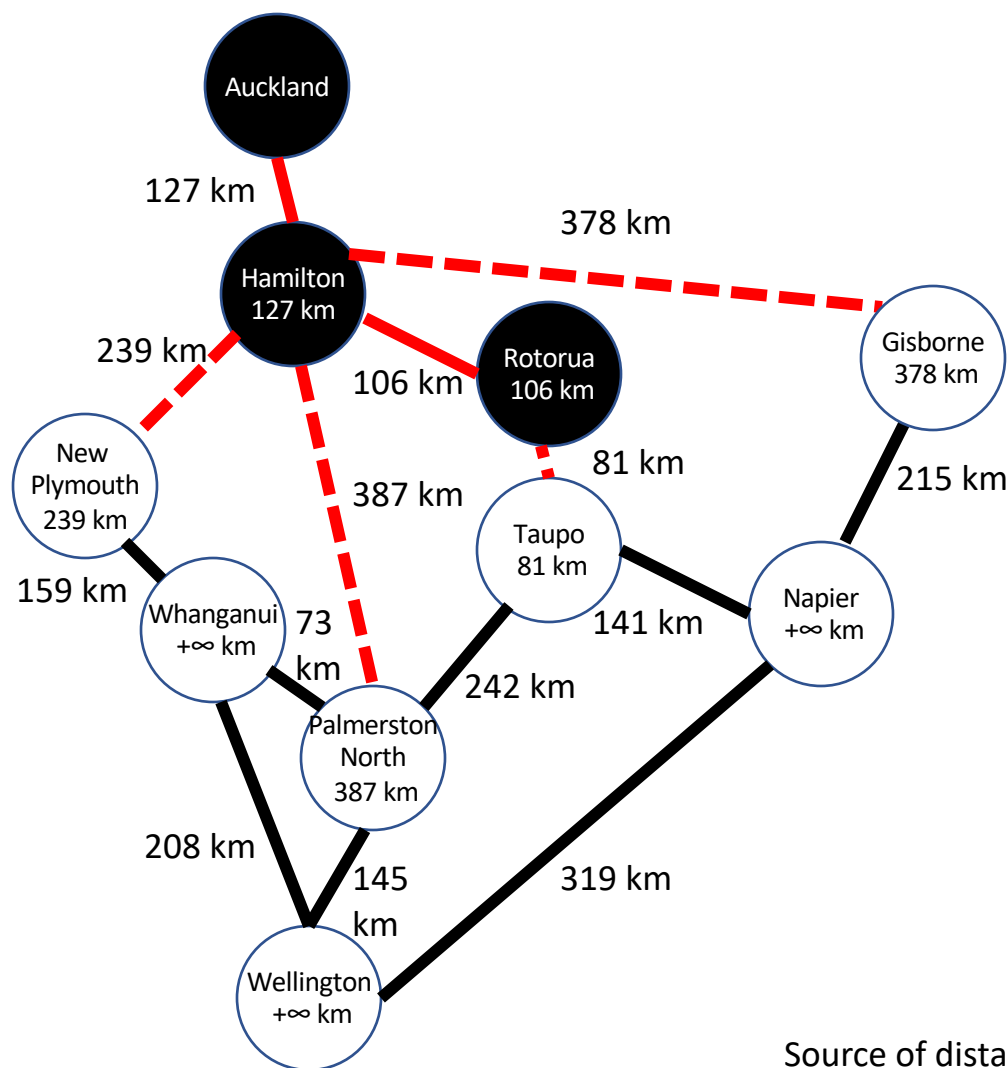 Auckland
127 km
378 km
Hamilton
127 km
239 km
106 km
Rotorua
106 km
Gisborne
378 km
New
Plymouth
239 km
387 km
81 km
215 km
Taupo
81 km
159 km
Whanganui
+∞ km
73
km
141 km
Napier
+∞ km
242 km
Palmerston
North
387 km
208 km
145
km
319 km
Wellington
+∞ km
Source of dista